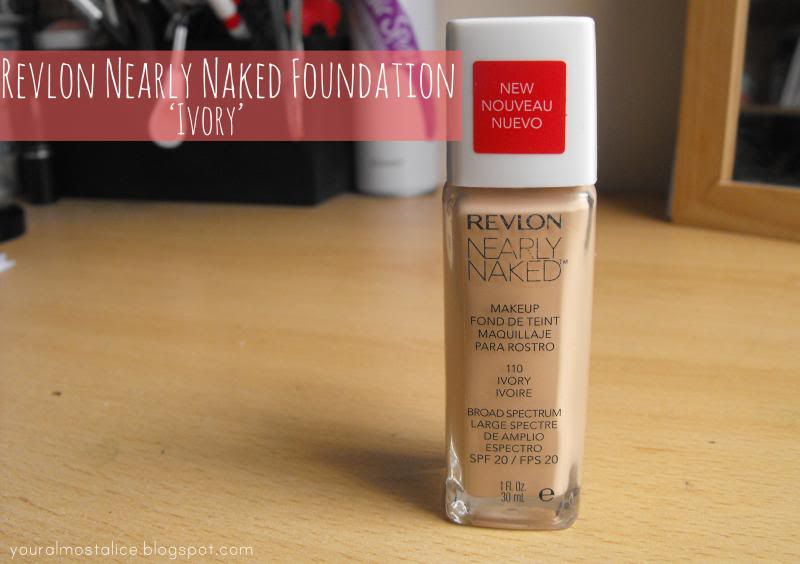 Revlon Nearly Naked Foundation
'Ivory'
NEW
NOUVEAU
NUEVO
REVLON
NEARLY
NAKED™
MAKEUP
FOND DE TEINT
MAQUILLAJE
PARA ROSTRO
110
IVORY
IVOIRE
BROAD SPECTRUM
LARGE SPECTRE
DE AMPLIO
ESPECTRO
SPF 20 / FPS 20
1 Fl. Oz.
30 mL e
youralmostalice.blogspot.com